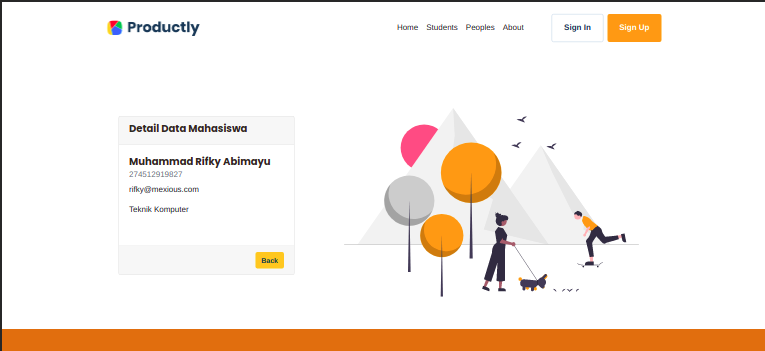 Productly
Home Students Peoples About Sign In Sign Up
Detail Data Mahasiswa
Muhammad Rifky Abimayu
274512919827
rifky@mexious.com
Teknik Komputer
Back